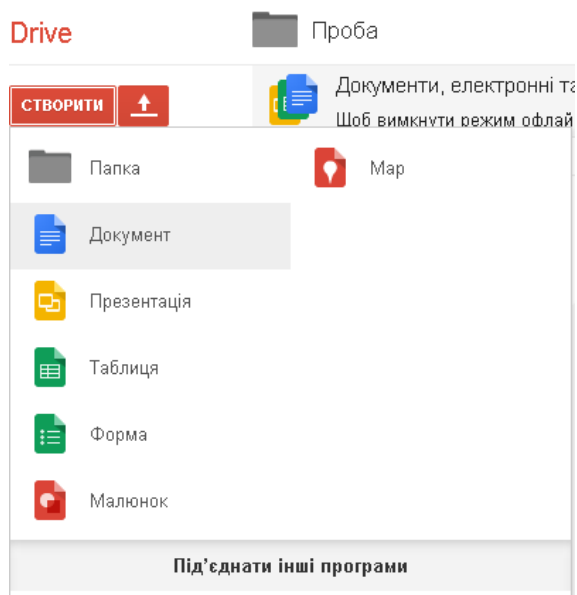 Drive
Проба
СТВОРИТИ
Документи, електронні та
Щоб вимкнути режим офлай
Папка
Map
Документ
Презентація
Таблиця
Форма
Малюнок
Під'єднати інші програми